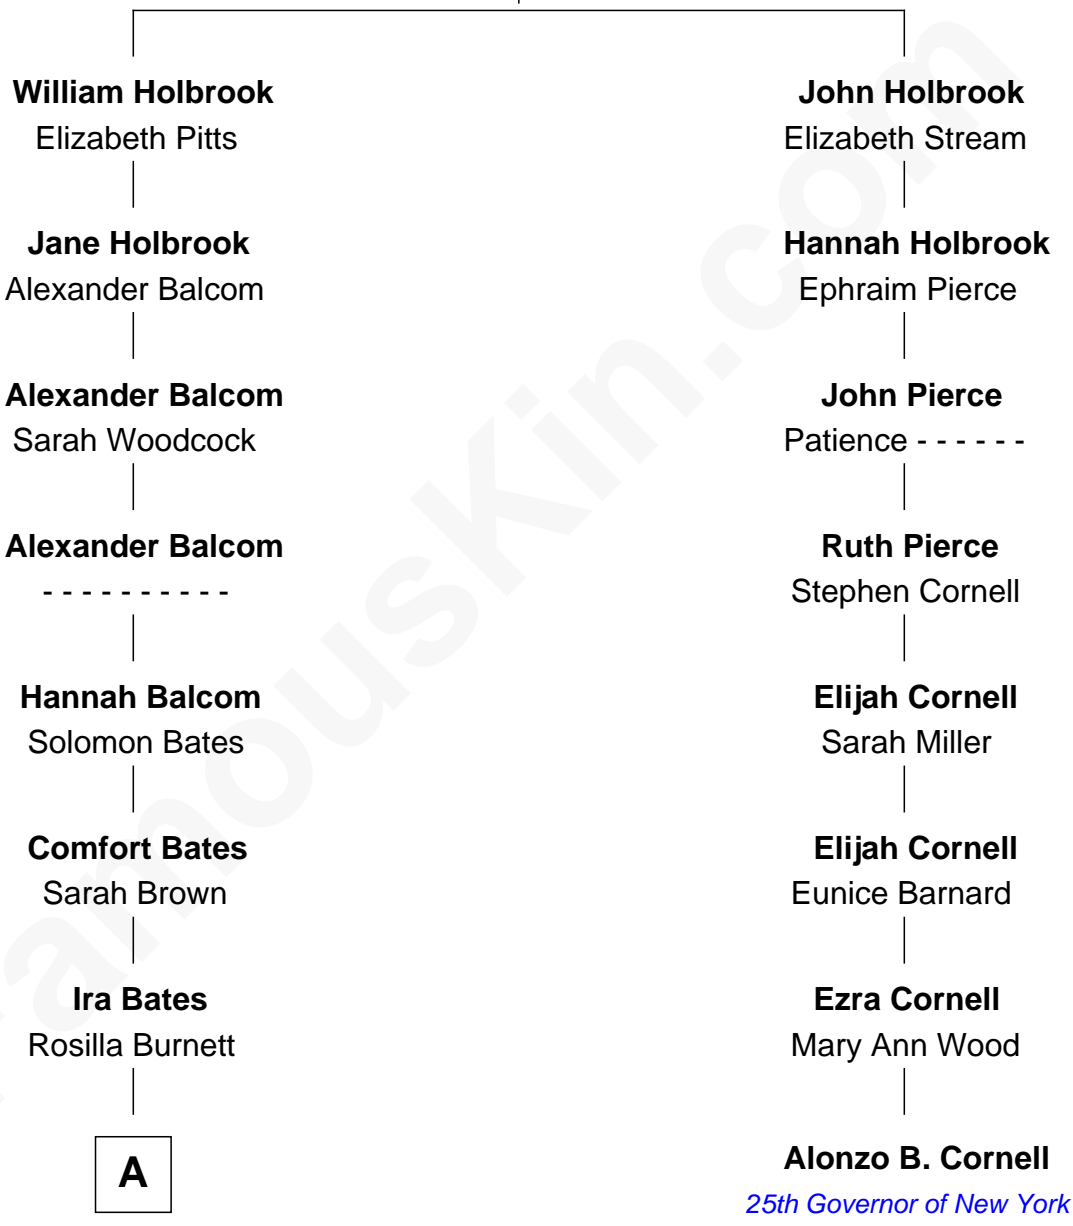 William Holbrook
Elizabeth Pitts
Jane Holbrook
Alexander Balcom
Alexander Balcom
Sarah Woodcock
Alexander Balcom
- - - - - - - - - -
Hannah Balcom
Solomon Bates
Comfort Bates
Sarah Brown
Ira Bates
Rosilla Burnett
A
John Holbrook
Elizabeth Stream
Hannah Holbrook
Ephraim Pierce
John Pierce
Patience - - - - - -
Ruth Pierce
Stephen Cornell
Elijah Cornell
Sarah Miller
Elijah Cornell
Eunice Barnard
Ezra Cornell
Mary Ann Wood
Alonzo B. Cornell
25th Governor of New York
FamousKin.com